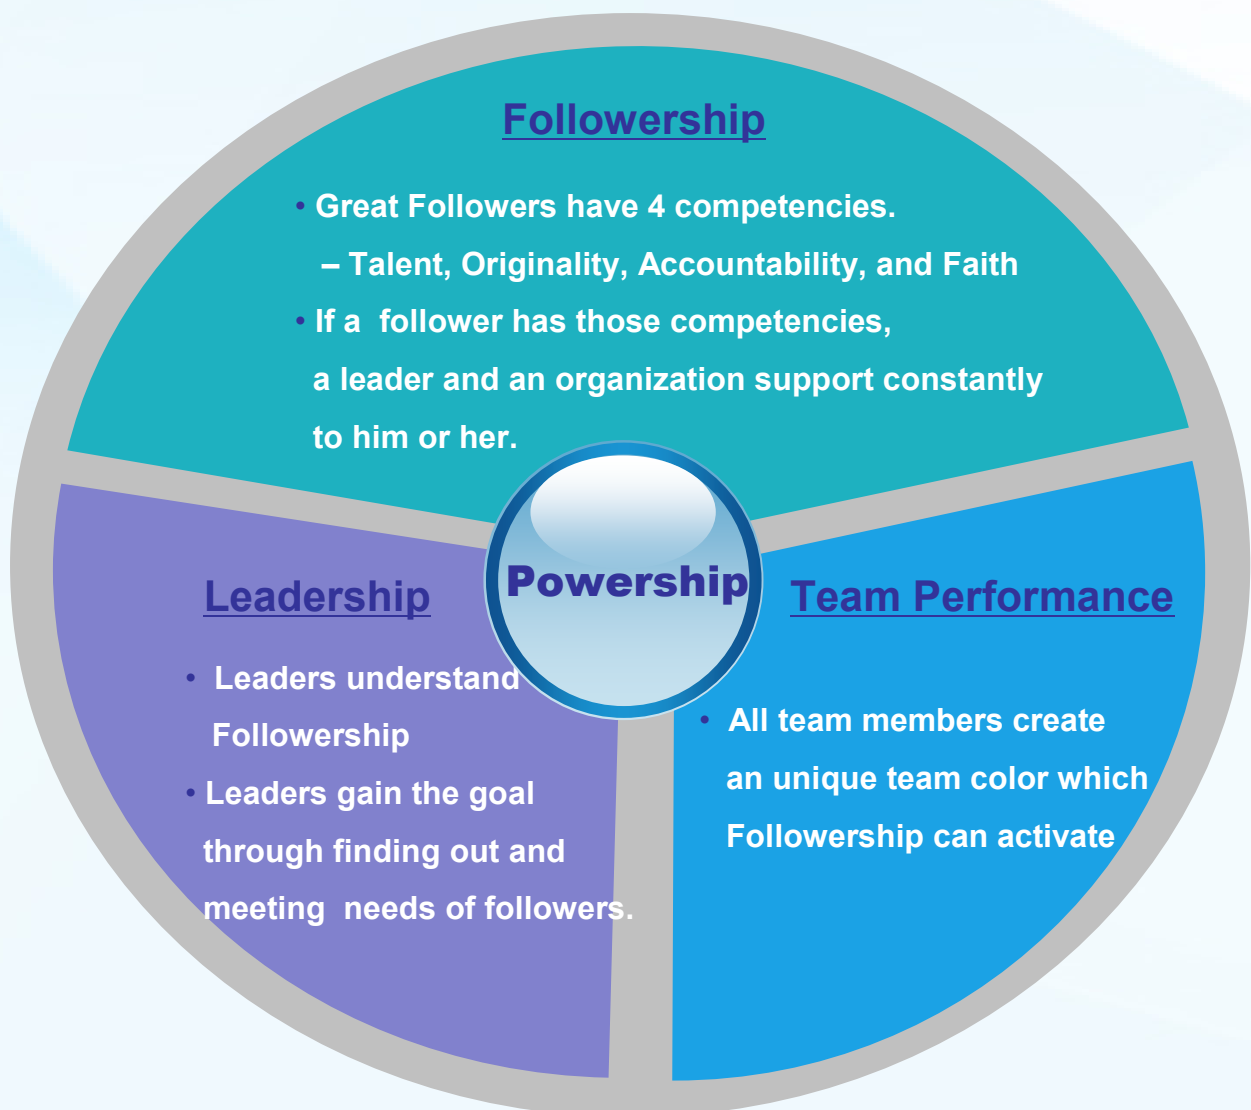 Followership
• Great Followers have 4 competencies.
– Talent, Originality, Accountability, and Faith
• If a follower has those competencies,
a leader and an organization support constantly
to him or her.
Powership
Leadership
• Leaders understand
Followership
• Leaders gain the goal
through finding out and
meeting needs of followers.
Team Performance
• All team members create
an unique team color which
Followership can activate